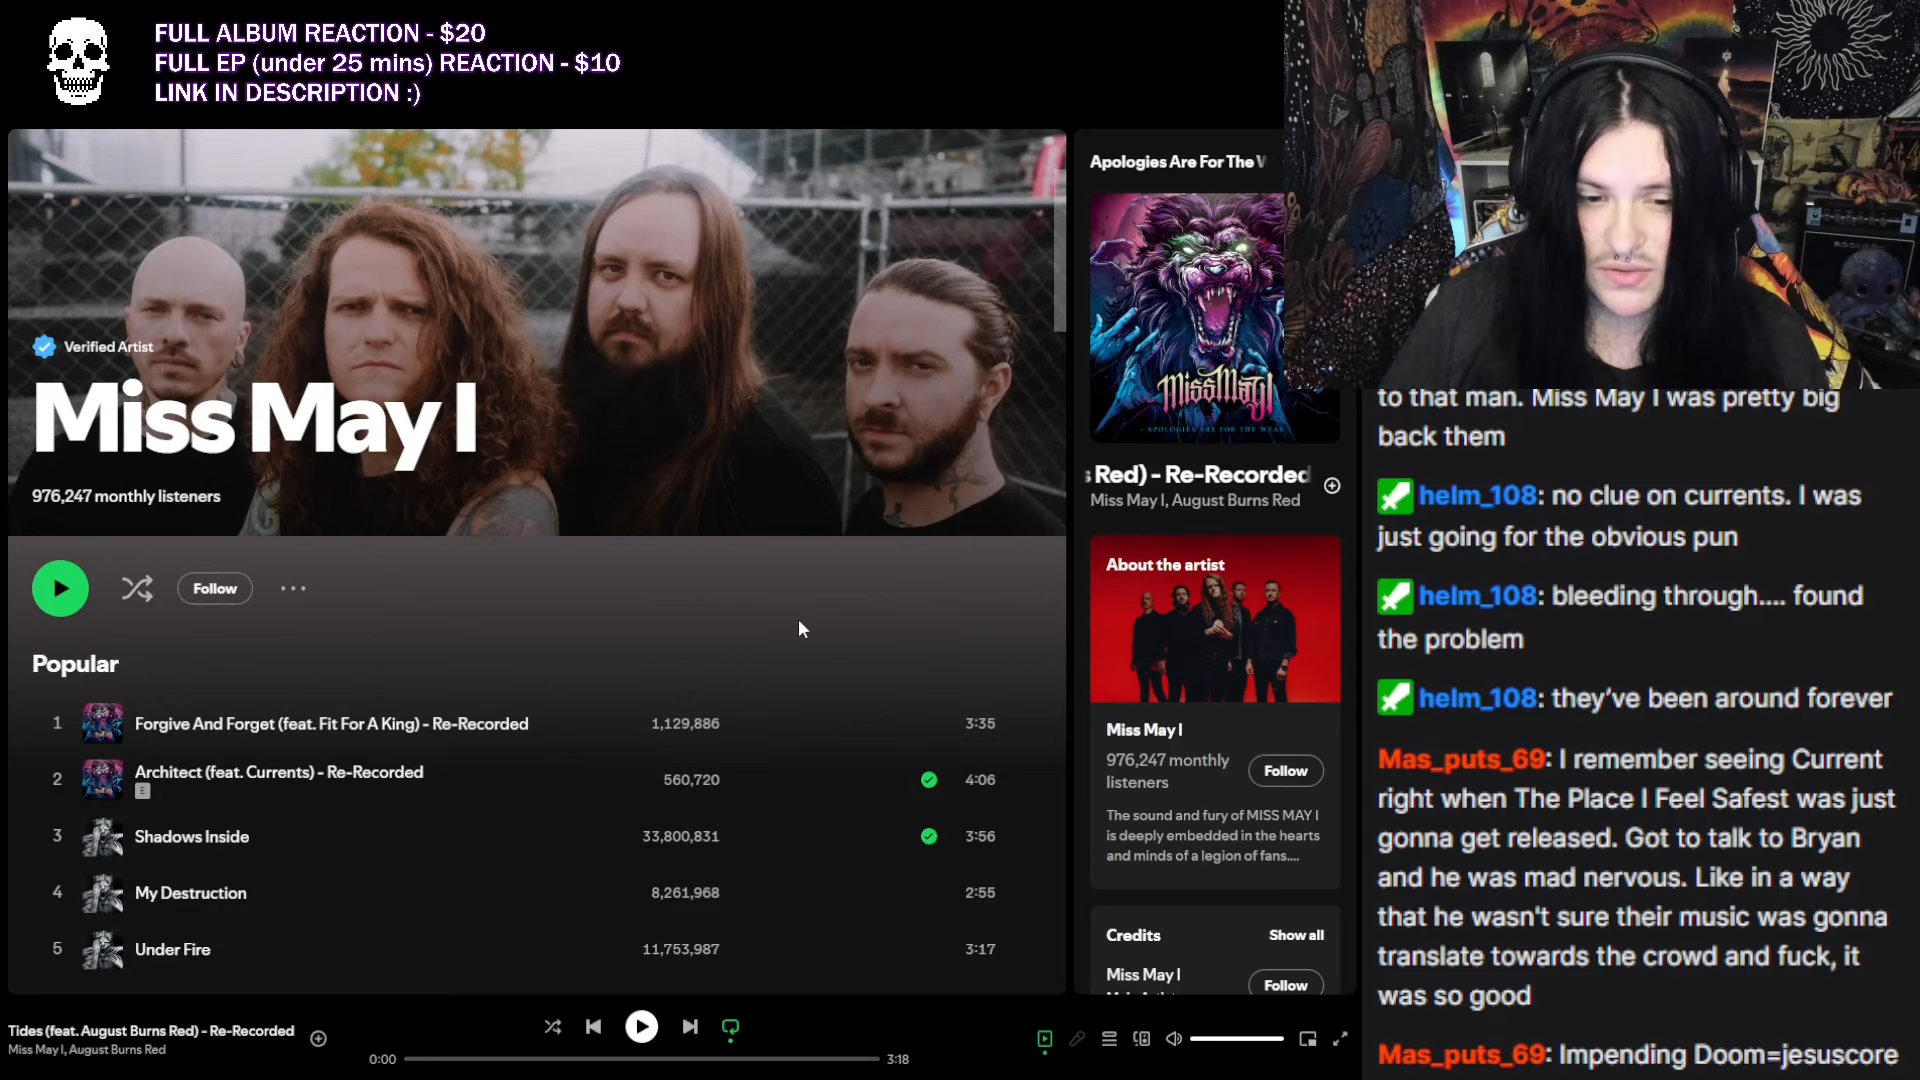 FULL ALBUM REACTION - $20
FULL EP (under 25 mins) REACTION - $10
LINK IN DESCRIPTION :)
Verified Artist
Miss May I
976,247 monthly listeners
Follow
Popular
1 Forgive And Forget (feat. Fit For A King) - Re-Recorded 1,129,886 3:35
2 Architect (feat. Currents) - Re-Recorded 560,720 4:06
E
3 Shadows Inside 33,800,831 3:56
4 My Destruction 8,261,968 2:55
5 Under Fire 11,753,987 3:17
Apologies Are For The
MISS MAY I
APOLOGIES ARE FOR THE WEAK
Red) - Re-Recorded
Miss May I, August Burns Red
About the artist
Miss May I
976,247 monthly
listeners
Follow
The sound and fury of MISS MAY I
is deeply embedded in the hearts
and minds of a legion of fans....
Credits Show all
Miss May I
Follow
Tides (feat. August Burns Red) - Re-Recorded
Miss May I, August Burns Red
0:00 3:18
to that man. Miss May I was pretty big
back them
helm_108: no clue on currents. I was
just going for the obvious pun
helm_108: bleeding through.... found
the problem
helm_108: they've been around forever
Mas_puts_69: I remember seeing Current
right when The Place I Feel Safest was just
gonna get released. Got to talk to Bryan
and he was mad nervous. Like in a way
that he wasn't sure their music was gonna
translate towards the crowd and fuck, it
was so good
Mas_puts_69: Impending Doom=jesuscore